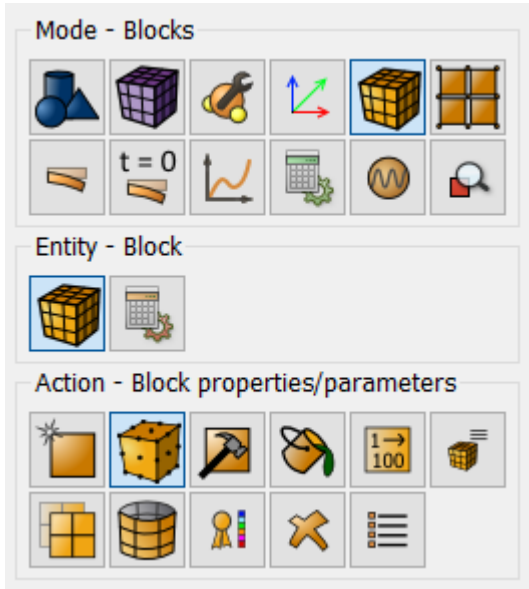 Mode - Blocks
t = 0
Entity - Block
Action - Block properties/parameters
1→
100